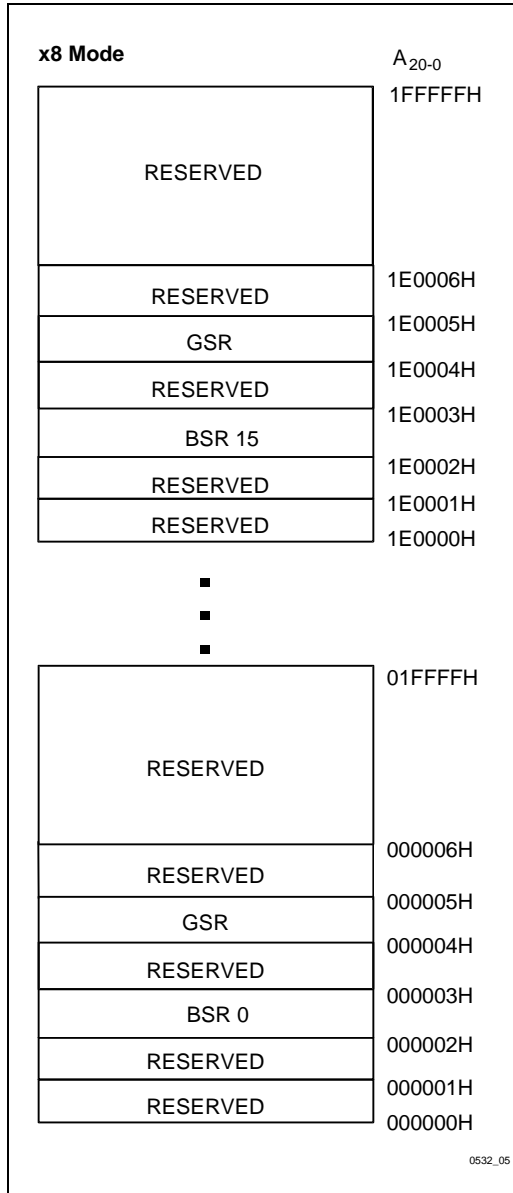 x8 Mode
A20-0
1FFFFFH
RESERVED
1E0006H
RESERVED
1E0005H
GSR
1E0004H
RESERVED
1E0003H
BSR 15
1E0002H
RESERVED
1E0001H
RESERVED
1E0000H
01FFFFH
RESERVED
000006H
RESERVED
000005H
GSR
000004H
RESERVED
000003H
BSR 0
000002H
RESERVED
000001H
RESERVED
000000H
0532_05